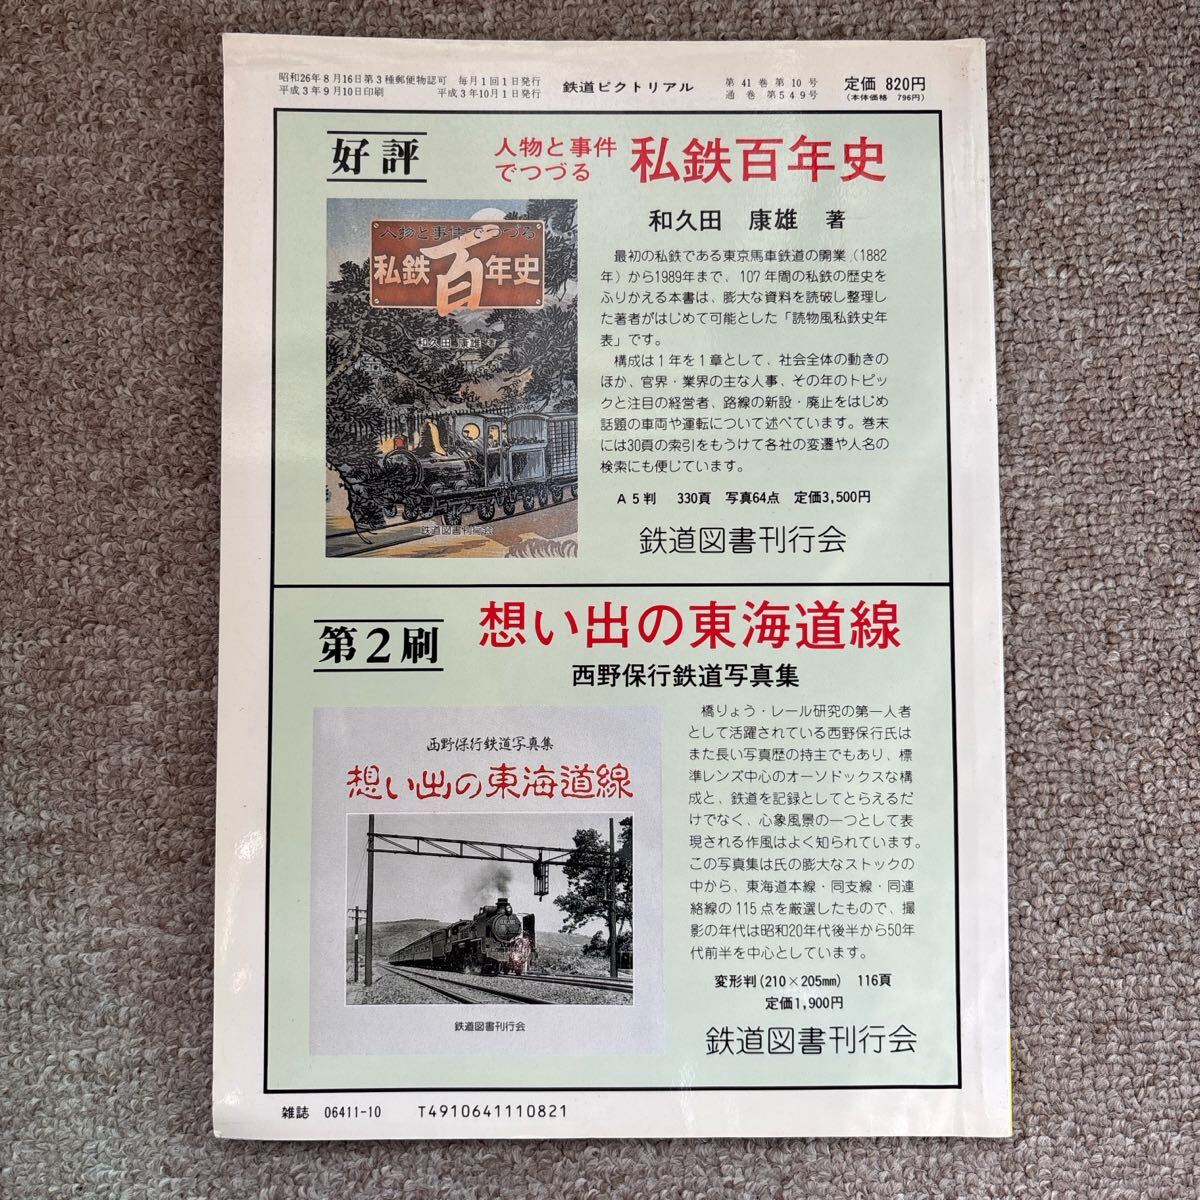 昭和26年8月16日第3種郵便物認可 毎月1回1日発行
平成3年9月10日印刷 平成3年10月1日発行
鉄道ピクトリアル
第41巻第10号
通巻第549号
定価 820円
(本体価格 796円)
好評
人物と事件
でつづる
私鉄百年史
和久田 康雄 著
人物と事件でつづる
私鉄百年史
和久田 康雄 著
鉄道図書刊行会
最初の私鉄である東京馬車鉄道の開業(1882
年)から1989年まで、107年間の私鉄の歴史を
ふりかえる本書は、膨大な資料を読破し整理し
た著者がはじめて可能とした「読物風私鉄史年
表」です。
構成は1年を1章として、社会全体の動きの
ほか、官界・業界の主な人事、その年のトピッ
クと注目の経営者、路線の新設・廃止をはじめ
話題の車両や運転について述べています。巻末
には30頁の索引をもうけて各社の変遷や人名の
検索にも便じています。
A5判 330頁 写真64点 定価3,500円
鉄道図書刊行会
第2刷
想い出の東海道線
西野保行鉄道写真集
西野保行鉄道写真集
想い出の東海道線
鉄道図書刊行会
橋りょう・レール研究の第一人者
として活躍されている西野保行氏は
また長い写真歴の持主でもあり、標
準レンズ中心のオーソドックスな構
成と、鉄道を記録としてとらえるだ
けでなく、心象風景の一つとして表
現される作風はよく知られています。
この写真集は氏の膨大なストックの
中から、東海道本線・同支線・同連
絡線の115点を厳選したもので、撮
影の年代は昭和20年代後半から50年
代前半を中心としています。
変形判(210×205mm) 116頁
定価1,900円
鉄道図書刊行会
雑誌 06411-10 T4910641110821